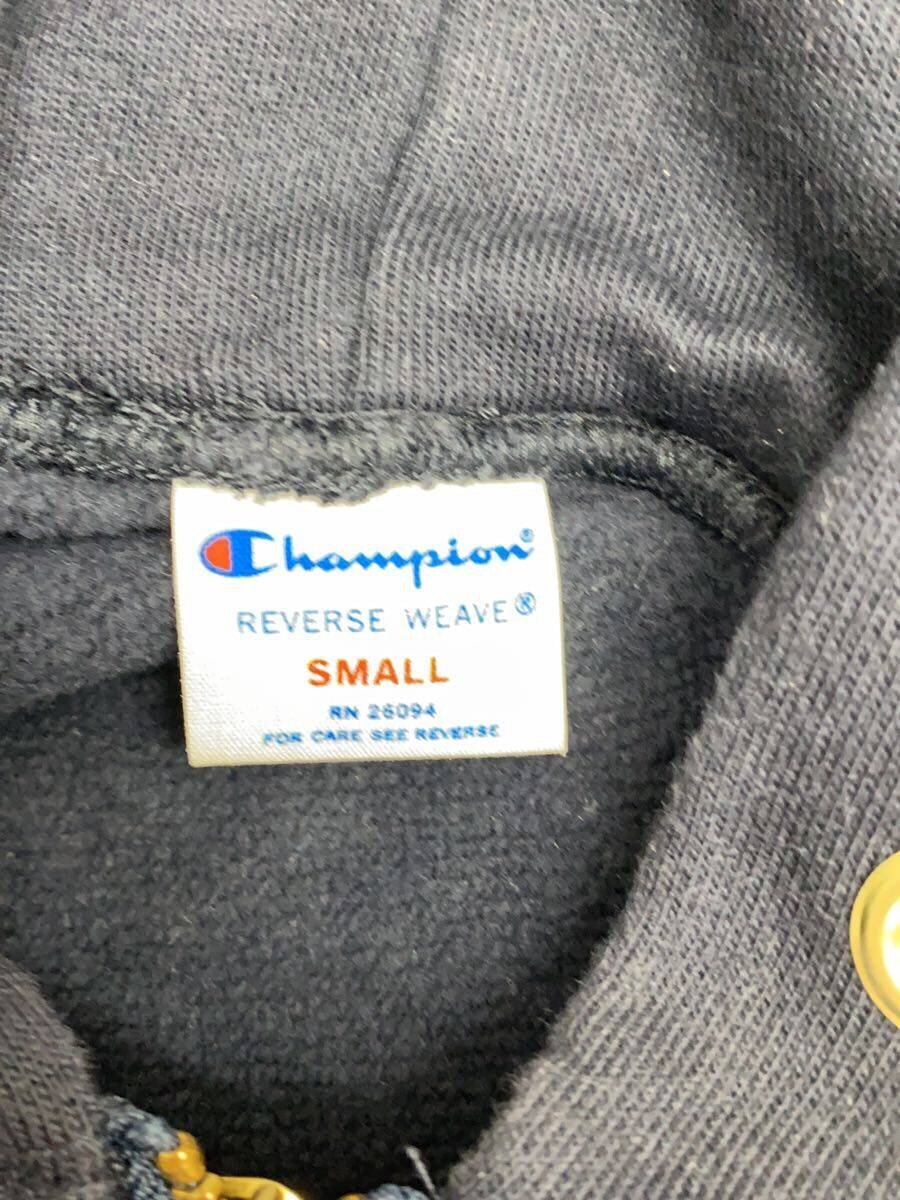 Champion®
REVERSE WEAVE®
SMALL
RN 26094
FOR CARE SEE REVERSE